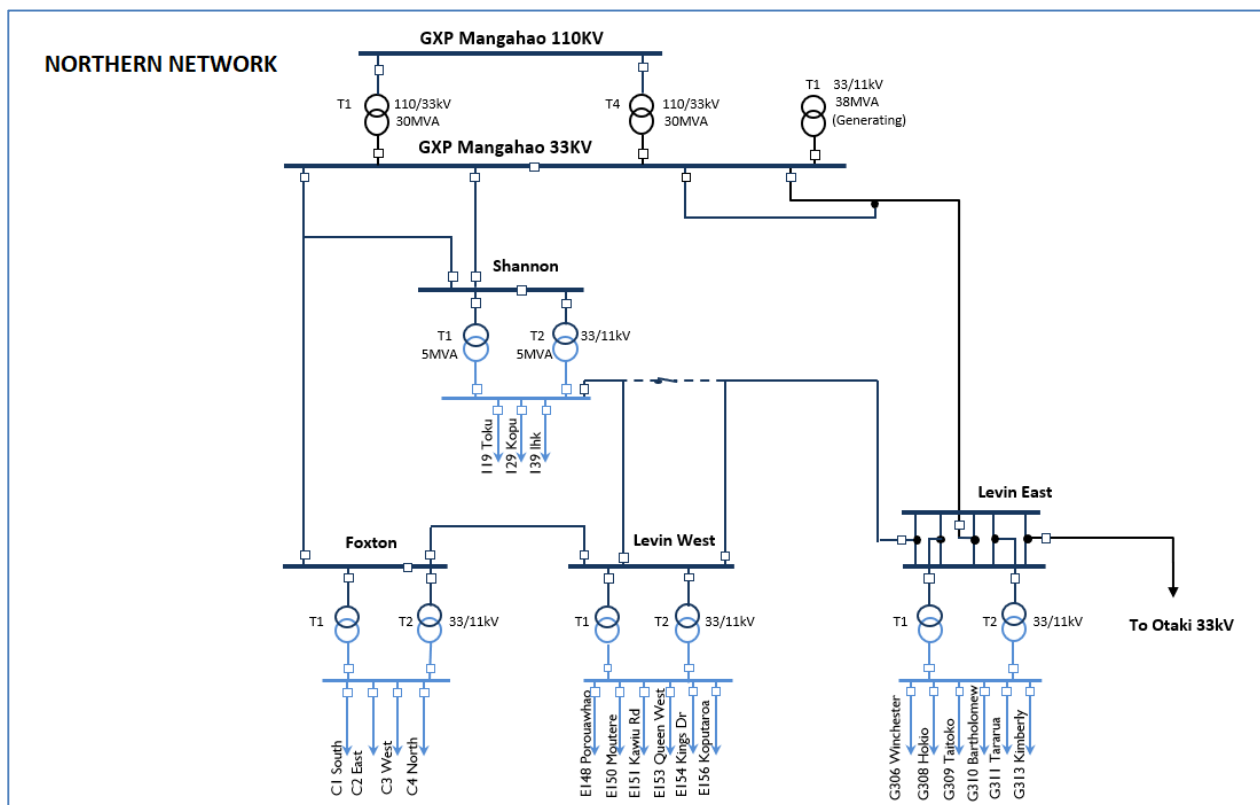 NORTHERN NETWORK
GXP Mangahao 110KV
T1
110/33kV
30MVA
T4
110/33kV
30MVA
T1
33/11kV
38MVA
(Generating)
GXP Mangahao 33KV
Shannon
T1
5MVA
T2
5MVA
33/11kV
119 Toku
129 Kopu
139 Ihk
Foxton
T1
T2
33/11kV
C1 South
C2 East
C3 West
C4 North
Levin West
T1
T2
33/11kV
E148 Porouawhao
E150 Moutere
E151 Kawiu Rd
E153 Queen West
E154 Kings Dr
E156 Koputaroa
Levin East
T1
T2
33/11kV
G306 Winchester
G308 Hokio
G309 Taitoko
G310 Bartholomew
G311 Tararua
G313 Kimberly
To Otaki 33kV